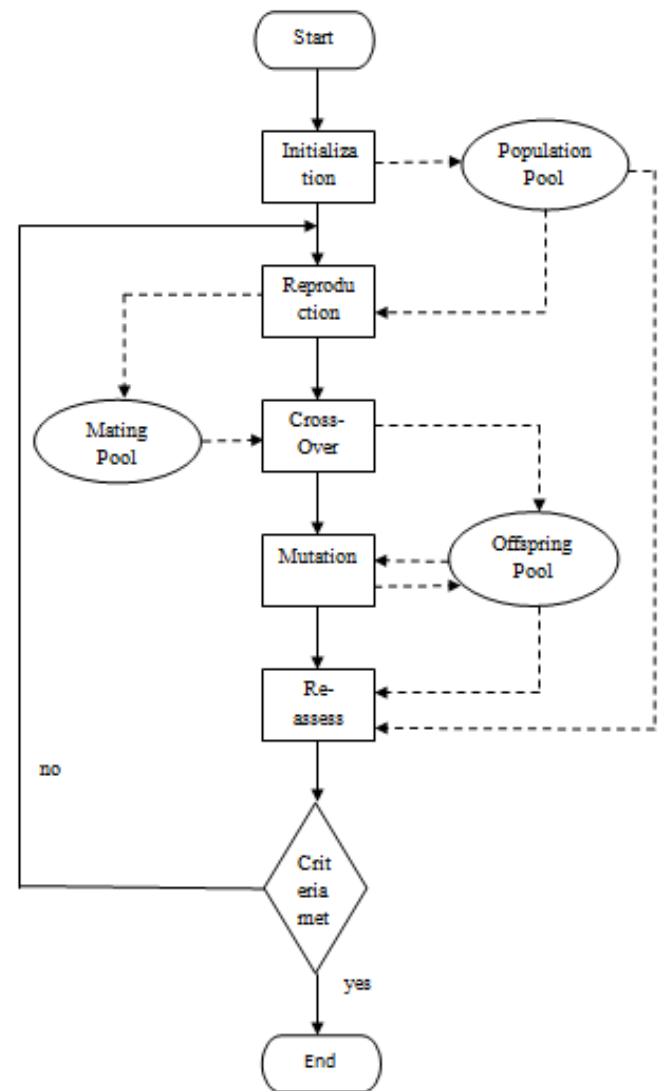 Start
Initializa
tion
Population
Pool
Reprodu
ction
Mating
Pool
Cross-
Over
Mutation
Offspring
Pool
Re-
assess
no
Crit
eria
met
yes
End